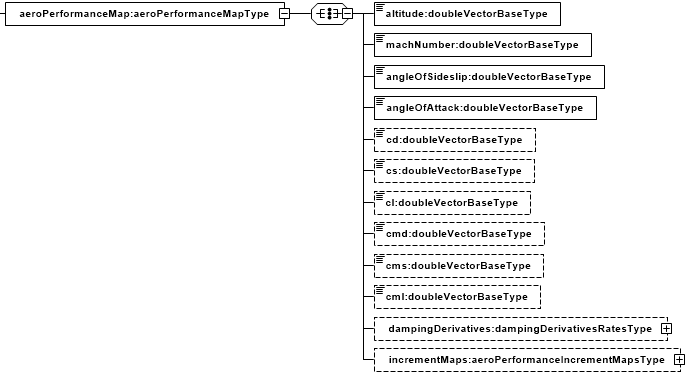 aeroPerformanceMap:aeroPerformanceMapType
altitude:doubleVectorBaseType
machNumber:doubleVectorBaseType
angleOfSideslip:doubleVectorBaseType
angleOfAttack:doubleVectorBaseType
cd:doubleVectorBaseType
cs:doubleVectorBaseType
cl:doubleVectorBaseType
cmd:doubleVectorBaseType
cms:doubleVectorBaseType
cml:doubleVectorBaseType
dampingDerivatives:dampingDerivativesRatesType
incrementMaps:aeroPerformanceIncrementMapsType